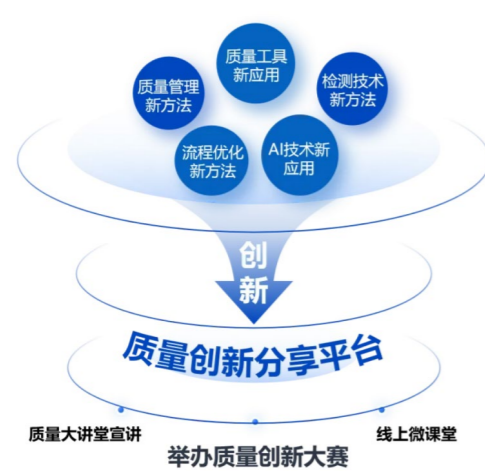 质量工具
新应用
质量管理
新方法
检测技术
新方法
流程优化
新方法
AI技术新
应用
创
新
质量创新分享平台
质量大讲堂宣讲
线上微课堂
举办质量创新大赛